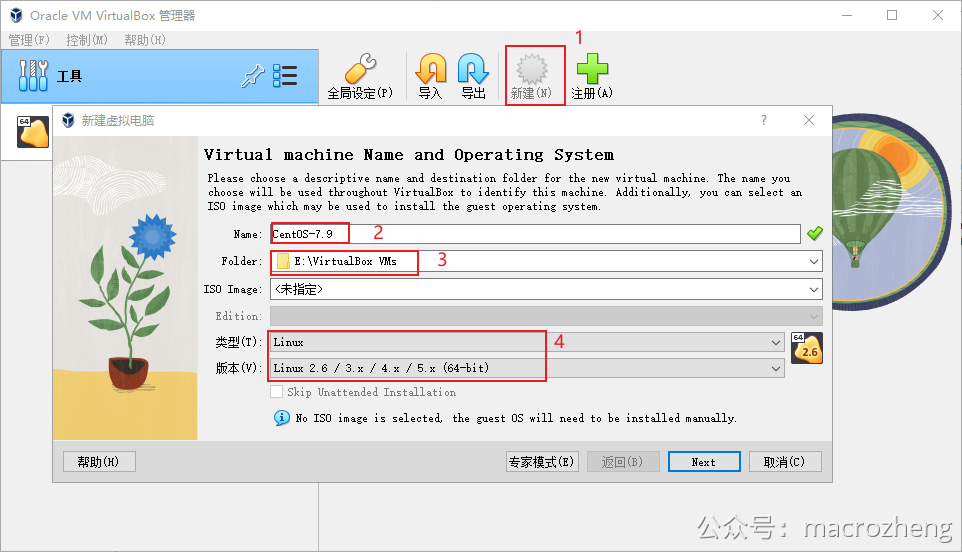 Oracle VM VirtualBox 管理器
管理(F) 控制(M) 帮助(H)
1
工具
全局设定(P) 导入 导出 新建(N) 注册(A)
64
新建虚拟电脑 ?
Virtual machine Name and Operating System
Please choose a descriptive name and destination folder for the new virtual machine. The name you
choose will be used throughout VirtualBox to identify this machine. Additionally, you can select an
ISO image which may be used to install the guest operating system.
Name: CentOS-7.9 2
Folder: E:\VirtualBox VMs 3
ISO Image: <未指定>
Edition:
类型(T): Linux 4
64
2.6
版本(V): Linux 2.6 / 3.x / 4.x / 5.x (64-bit)
Skip Unattended Installation
No ISO image is selected, the guest OS will need to be installed manually.
帮助(H) 专家模式(E) 返回(B) Next 取消(C)
公众号：macrozheng